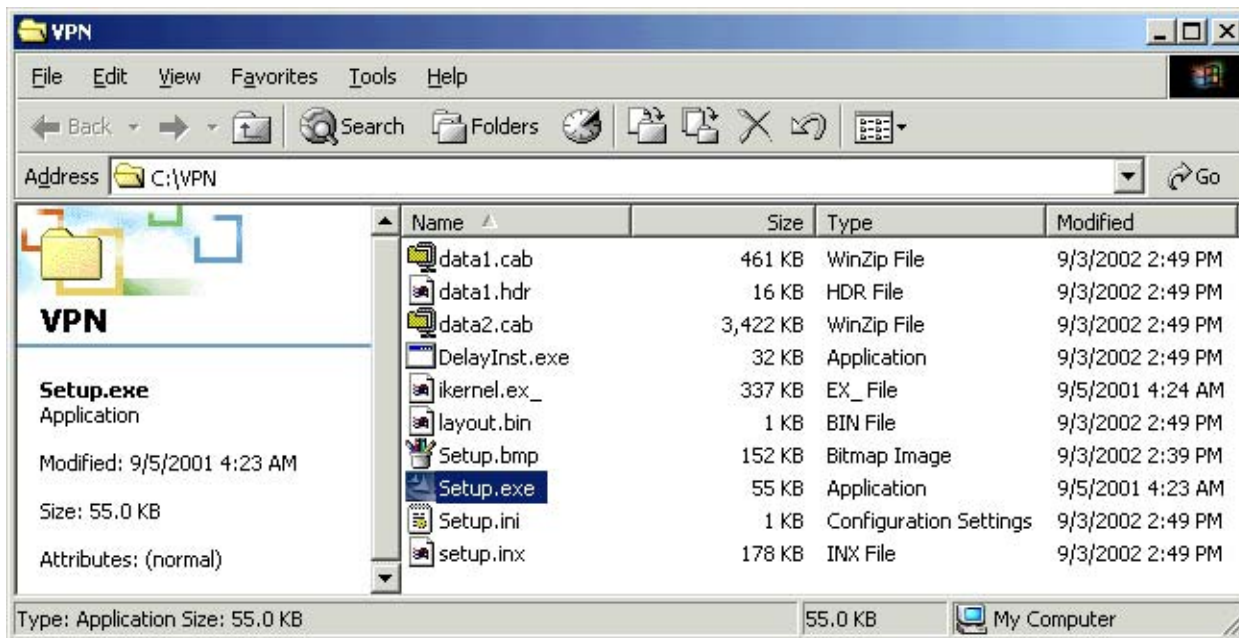 VPN
File Edit View Favorites Tools Help
Back Search Folders
Address C:\VPN Go
VPN
Setup.exe
Application
Modified: 9/5/2001 4:23 AM
Size: 55.0 KB
Attributes: (normal)
Name Size Type Modified
data1.cab 461 KB WinZip File 9/3/2002 2:49 PM
data1.hdr 16 KB HDR File 9/3/2002 2:49 PM
data2.cab 3,422 KB WinZip File 9/3/2002 2:49 PM
DelayInst.exe 32 KB Application 9/3/2002 2:49 PM
ikernel.ex_ 337 KB EX_ File 9/5/2001 4:24 AM
layout.bin 1 KB BIN File 9/3/2002 2:49 PM
Setup.bmp 152 KB Bitmap Image 9/3/2002 2:39 PM
Setup.exe 55 KB Application 9/5/2001 4:23 AM
Setup.ini 1 KB Configuration Settings 9/3/2002 2:49 PM
setup.inx 178 KB INX File 9/3/2002 2:49 PM
Type: Application Size: 55.0 KB 55.0 KB My Computer